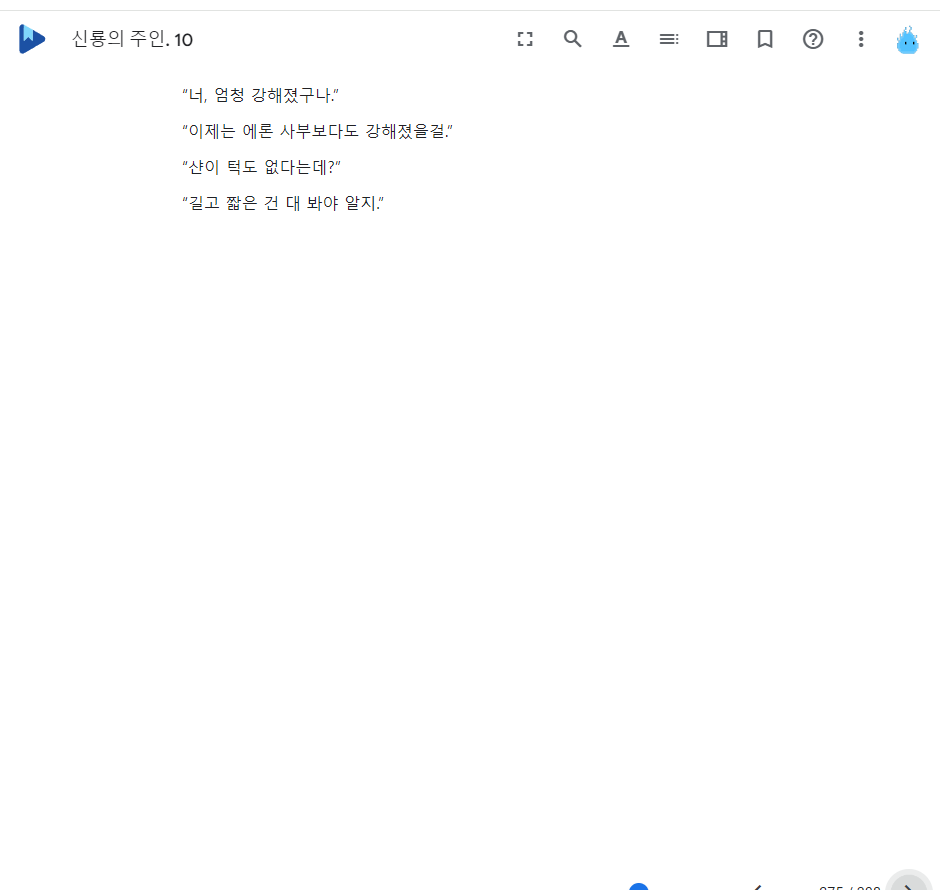 신룡의 주인. 10
“너, 엄청 강해졌구나.”
“이제는 에론 사부보다도 강해졌을걸.”
“샨이 턱도 없다는데?”
“길고 짧은 건 대 봐야 알지.”